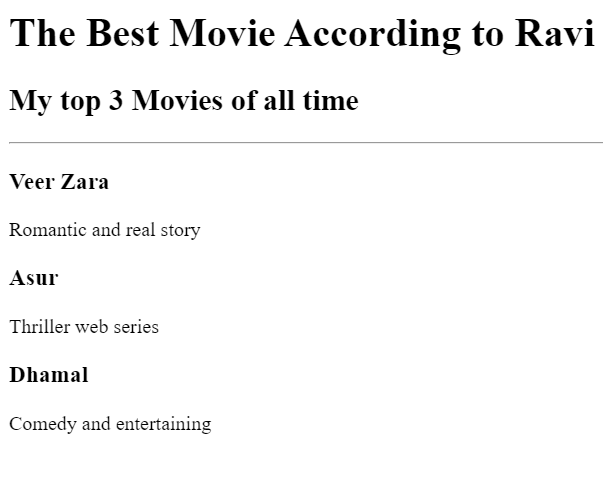 The Best Movie According to Ravi
My top 3 Movies of all time
Veer Zara
Romantic and real story
Asur
Thriller web series
Dhamal
Comedy and entertaining